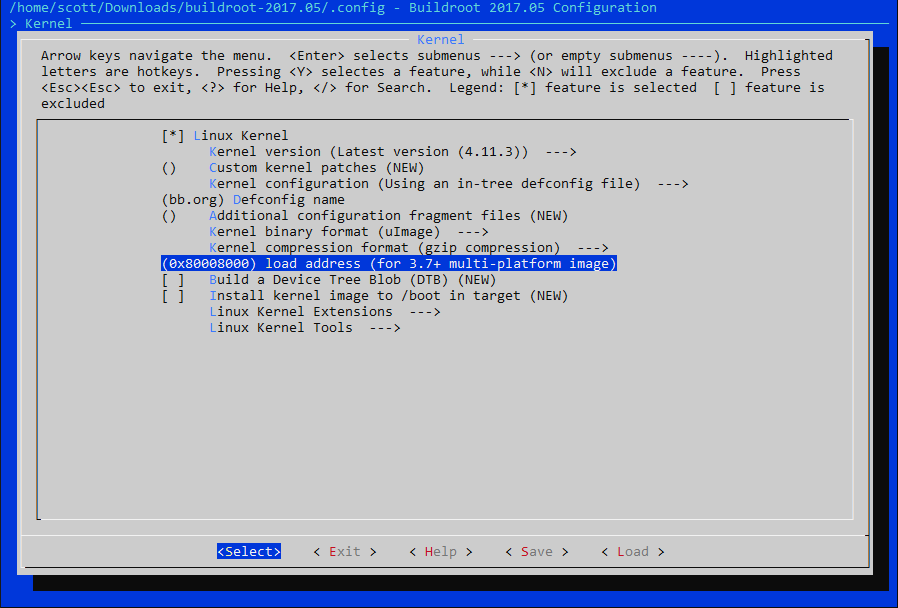 /home/scott/Downloads/buildroot-2017.05/.config - Buildroot 2017.05 Configuration
> Kernel
Kernel
Arrow keys navigate the menu.  <Enter> selects submenus ---> (or empty submenus ----).  Highlighted
letters are hotkeys.  Pressing <Y> selectes a feature, while <N> will exclude a feature.  Press
<Esc><Esc> to exit, <?> for Help, </> for Search.  Legend: [*] feature is selected  [ ] feature is
excluded
[*] Linux Kernel
Kernel version (Latest version (4.11.3))  --->
()    Custom kernel patches (NEW)
Kernel configuration (Using an in-tree defconfig file)  --->
(bb.org) Defconfig name
()    Additional configuration fragment files (NEW)
Kernel binary format (uImage)  --->
Kernel compression format (gzip compression)  --->
(0x80008000) load address (for 3.7+ multi-platform image)
[ ]   Build a Device Tree Blob (DTB) (NEW)
[ ]   Install kernel image to /boot in target (NEW)
Linux Kernel Extensions  --->
Linux Kernel Tools  --->
<Select>    < Exit >    < Help >    < Save >    < Load >